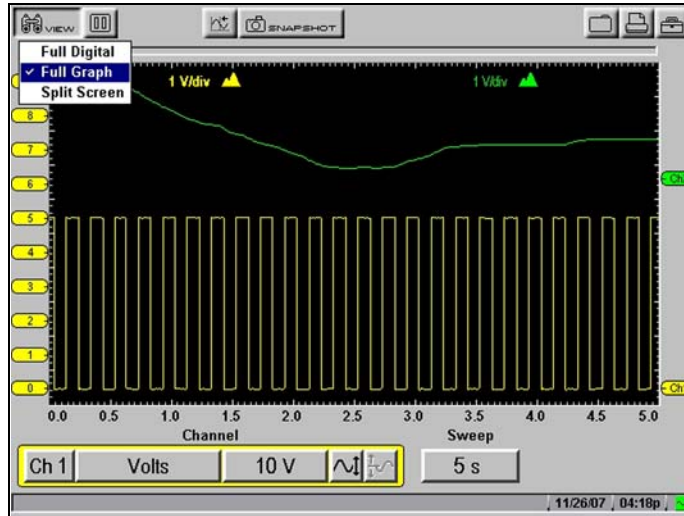 VIEW SNAPSHOT
Full Digital
Full Graph
Split Screen
1 V/div 1 V/div
8
7
6
5
4
3
2
1
0
Ch
Ch
0.0 0.5 1.0 1.5 2.0 2.5 3.0 3.5 4.0 4.5 5.0
Channel Sweep
Ch 1 Volts 10 V 5 s
11/26/07 04:18p